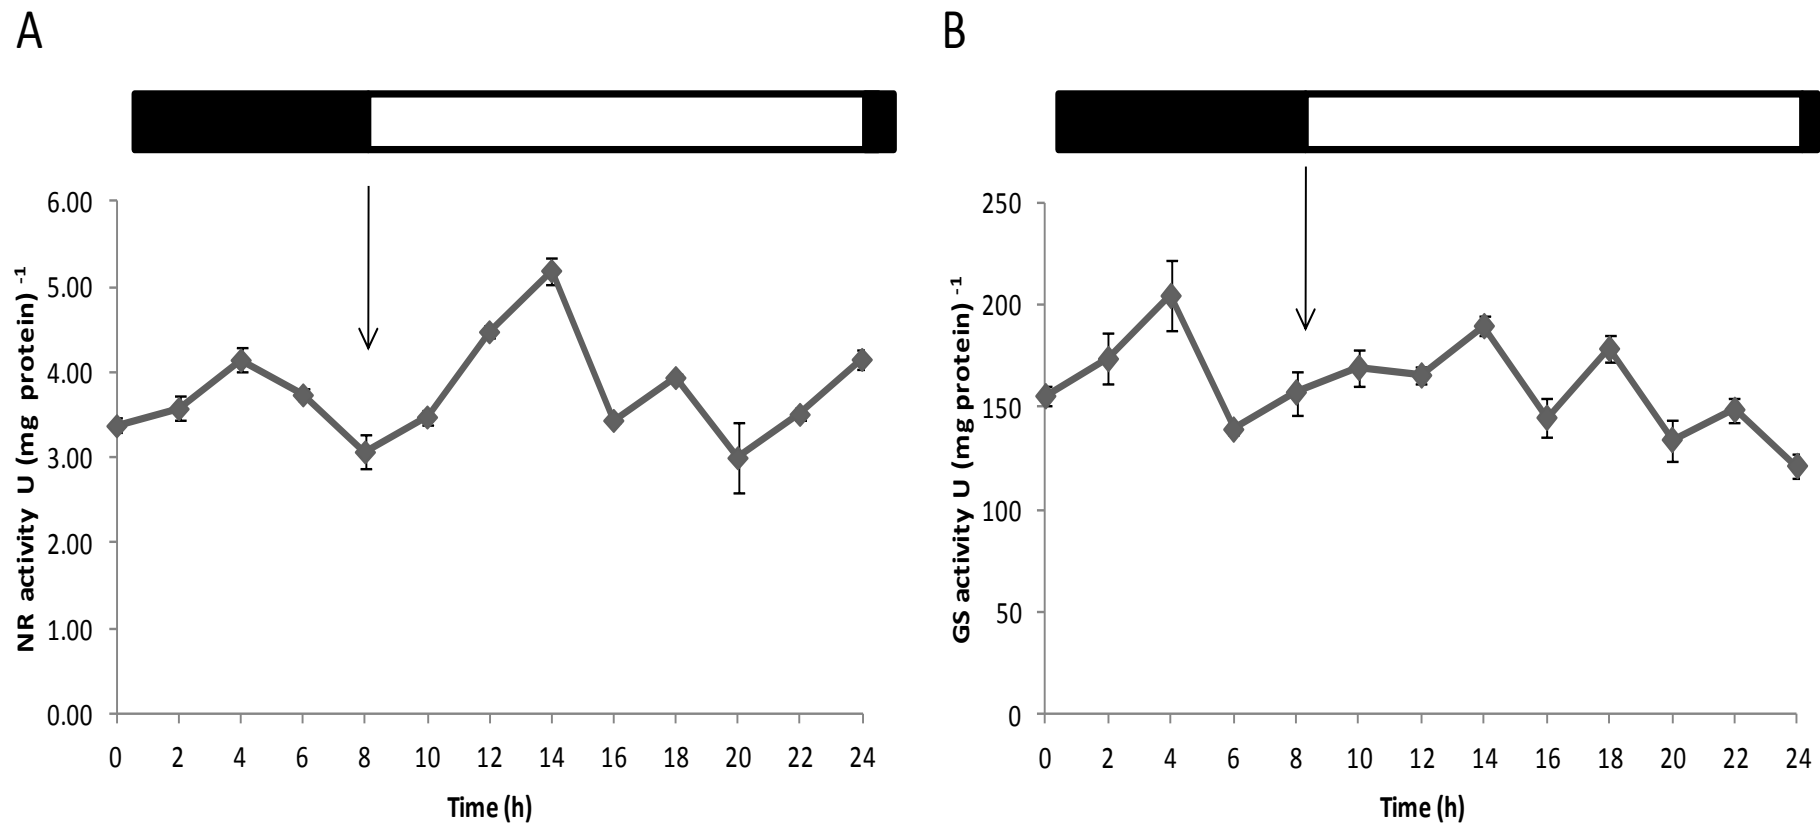 A
B
6.00
5.00
4.00
3.00
2.00
1.00
0.00
NR activity U (mg protein) -1
0 2 4 6 8 10 12 14 16 18 20 22 24
Time (h)
250
200
150
100
50
0
GS activity U (mg protein) -1
0 2 4 6 8 10 12 14 16 18 20 22 24
Time (h)